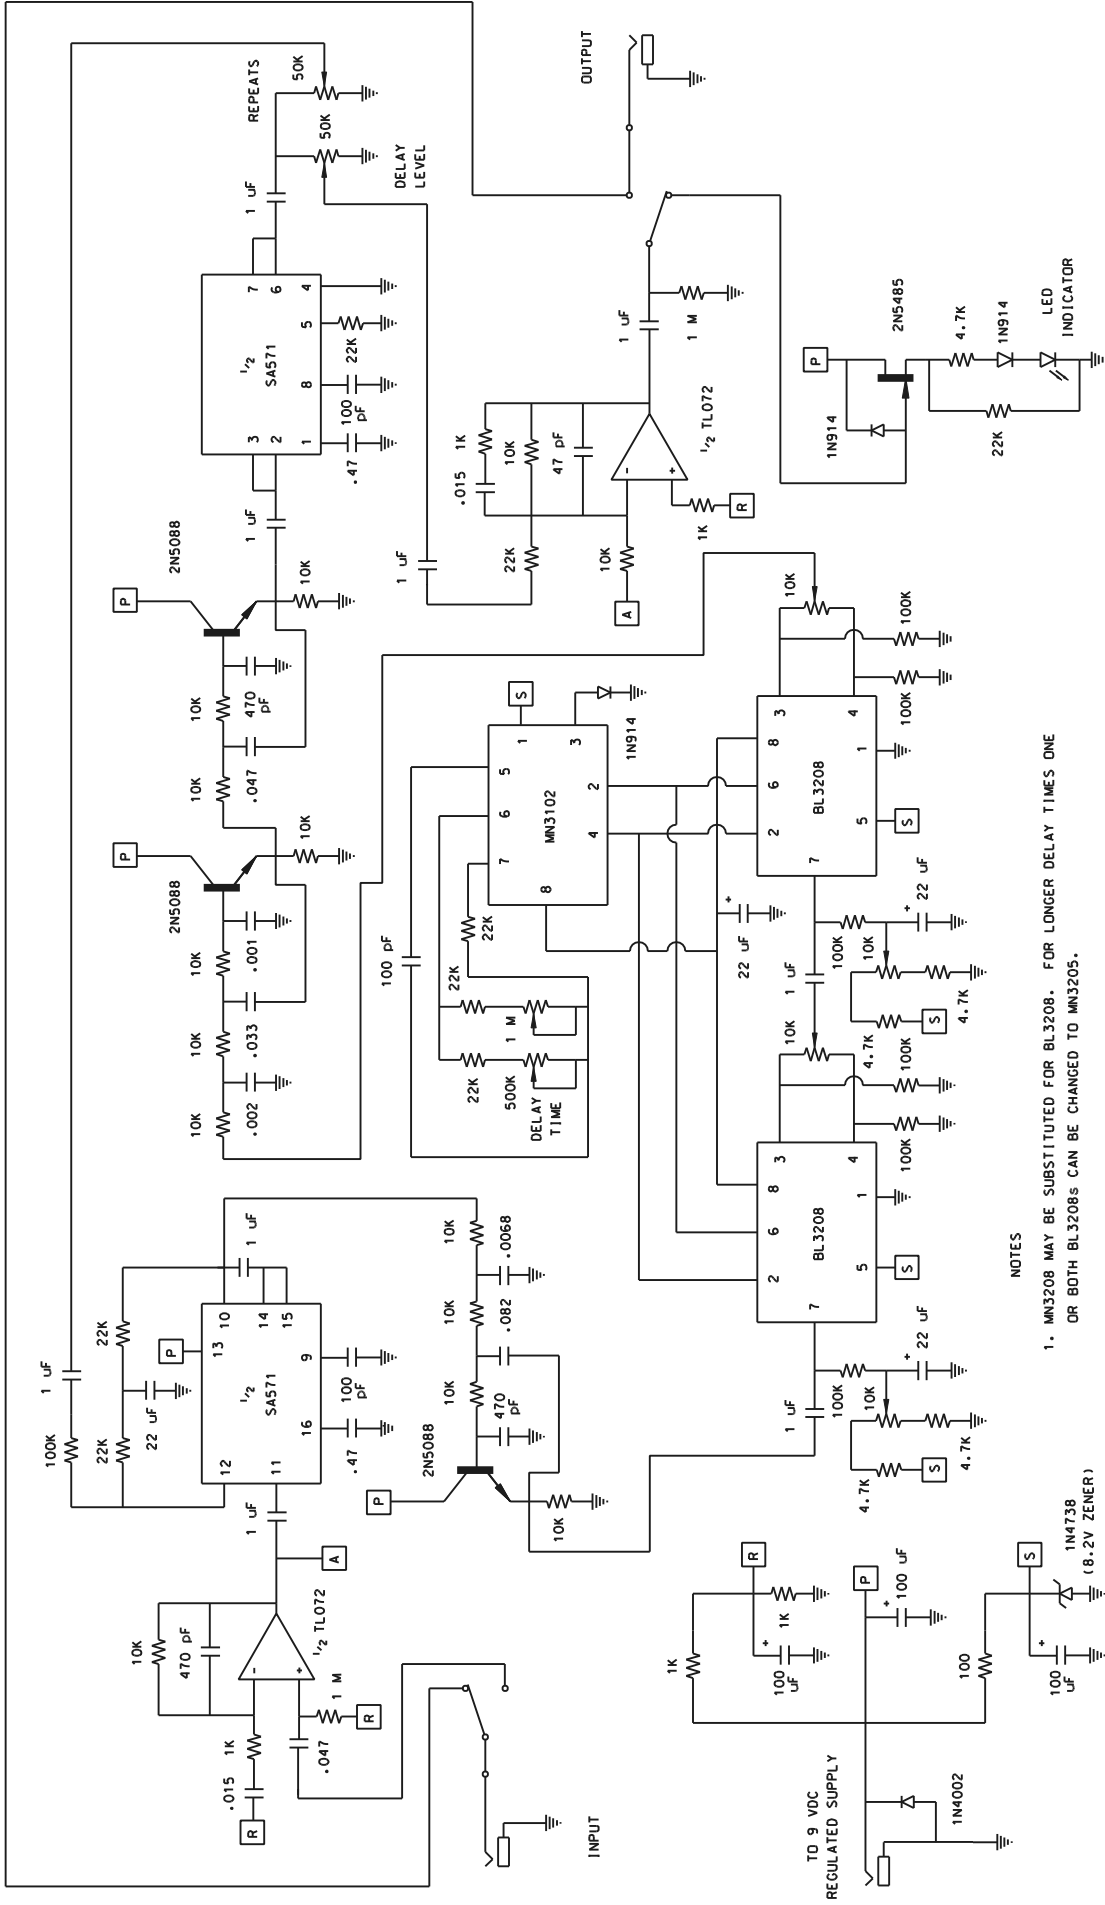 1 uF
100K
22K
22K
22 uF
10K
470 pF
1K
.015
R
.047
1 M
R
½ TL072
-
+
A
1 uF
12
11
16
9
13
10
14
15
½
SA571
P
.47
100
pF
1 uF
INPUT
10K
10K
10K
.0068
.082
470
pF
2N5088
P
10K
10K
10K
10K
.002
.033
.001
2N5088
P
10K
10K
10K
.047
470
pF
2N5088
P
10K
1 uF
3
2
1
8
5
4
7
6
½
SA571
.47
100
pF
22K
1 uF
REPEATS
50K
50K
DELAY
LEVEL
1 uF
22K
10K
A
.015
1K
10K
47 pF
-
+
½ TL072
1K
R
1 uF
1 M
OUTPUT
100 pF
22K
22K
1 M
22K
500K
DELAY
TIME
5
6
7
8
1
3
2
4
MN3102
S
1N914
+
22 uF
1 uF
7
2
6
8
3
4
1
5
BL3208
S
100K
10K
+
22 uF
4.7K
4.7K
S
10K
100K
100K
1 uF
7
2
6
8
3
4
1
5
BL3208
S
100K
10K
+
22 uF
4.7K
4.7K
S
10K
100K
100K
P
2N5485
1N914
4.7K
1N914
LED
INDICATOR
22K
TO 9 VDC
REGULATED SUPPLY
1N4002
1K
R
1K
+
100
uF
P
+
100 uF
100
S
+
100
uF
1N4738
(8.2V ZENER)
NOTES
1. MN3208 MAY BE SUBSTITUTED FOR BL3208. FOR LONGER DELAY TIMES ONE
OR BOTH BL3208s CAN BE CHANGED TO MN3205.